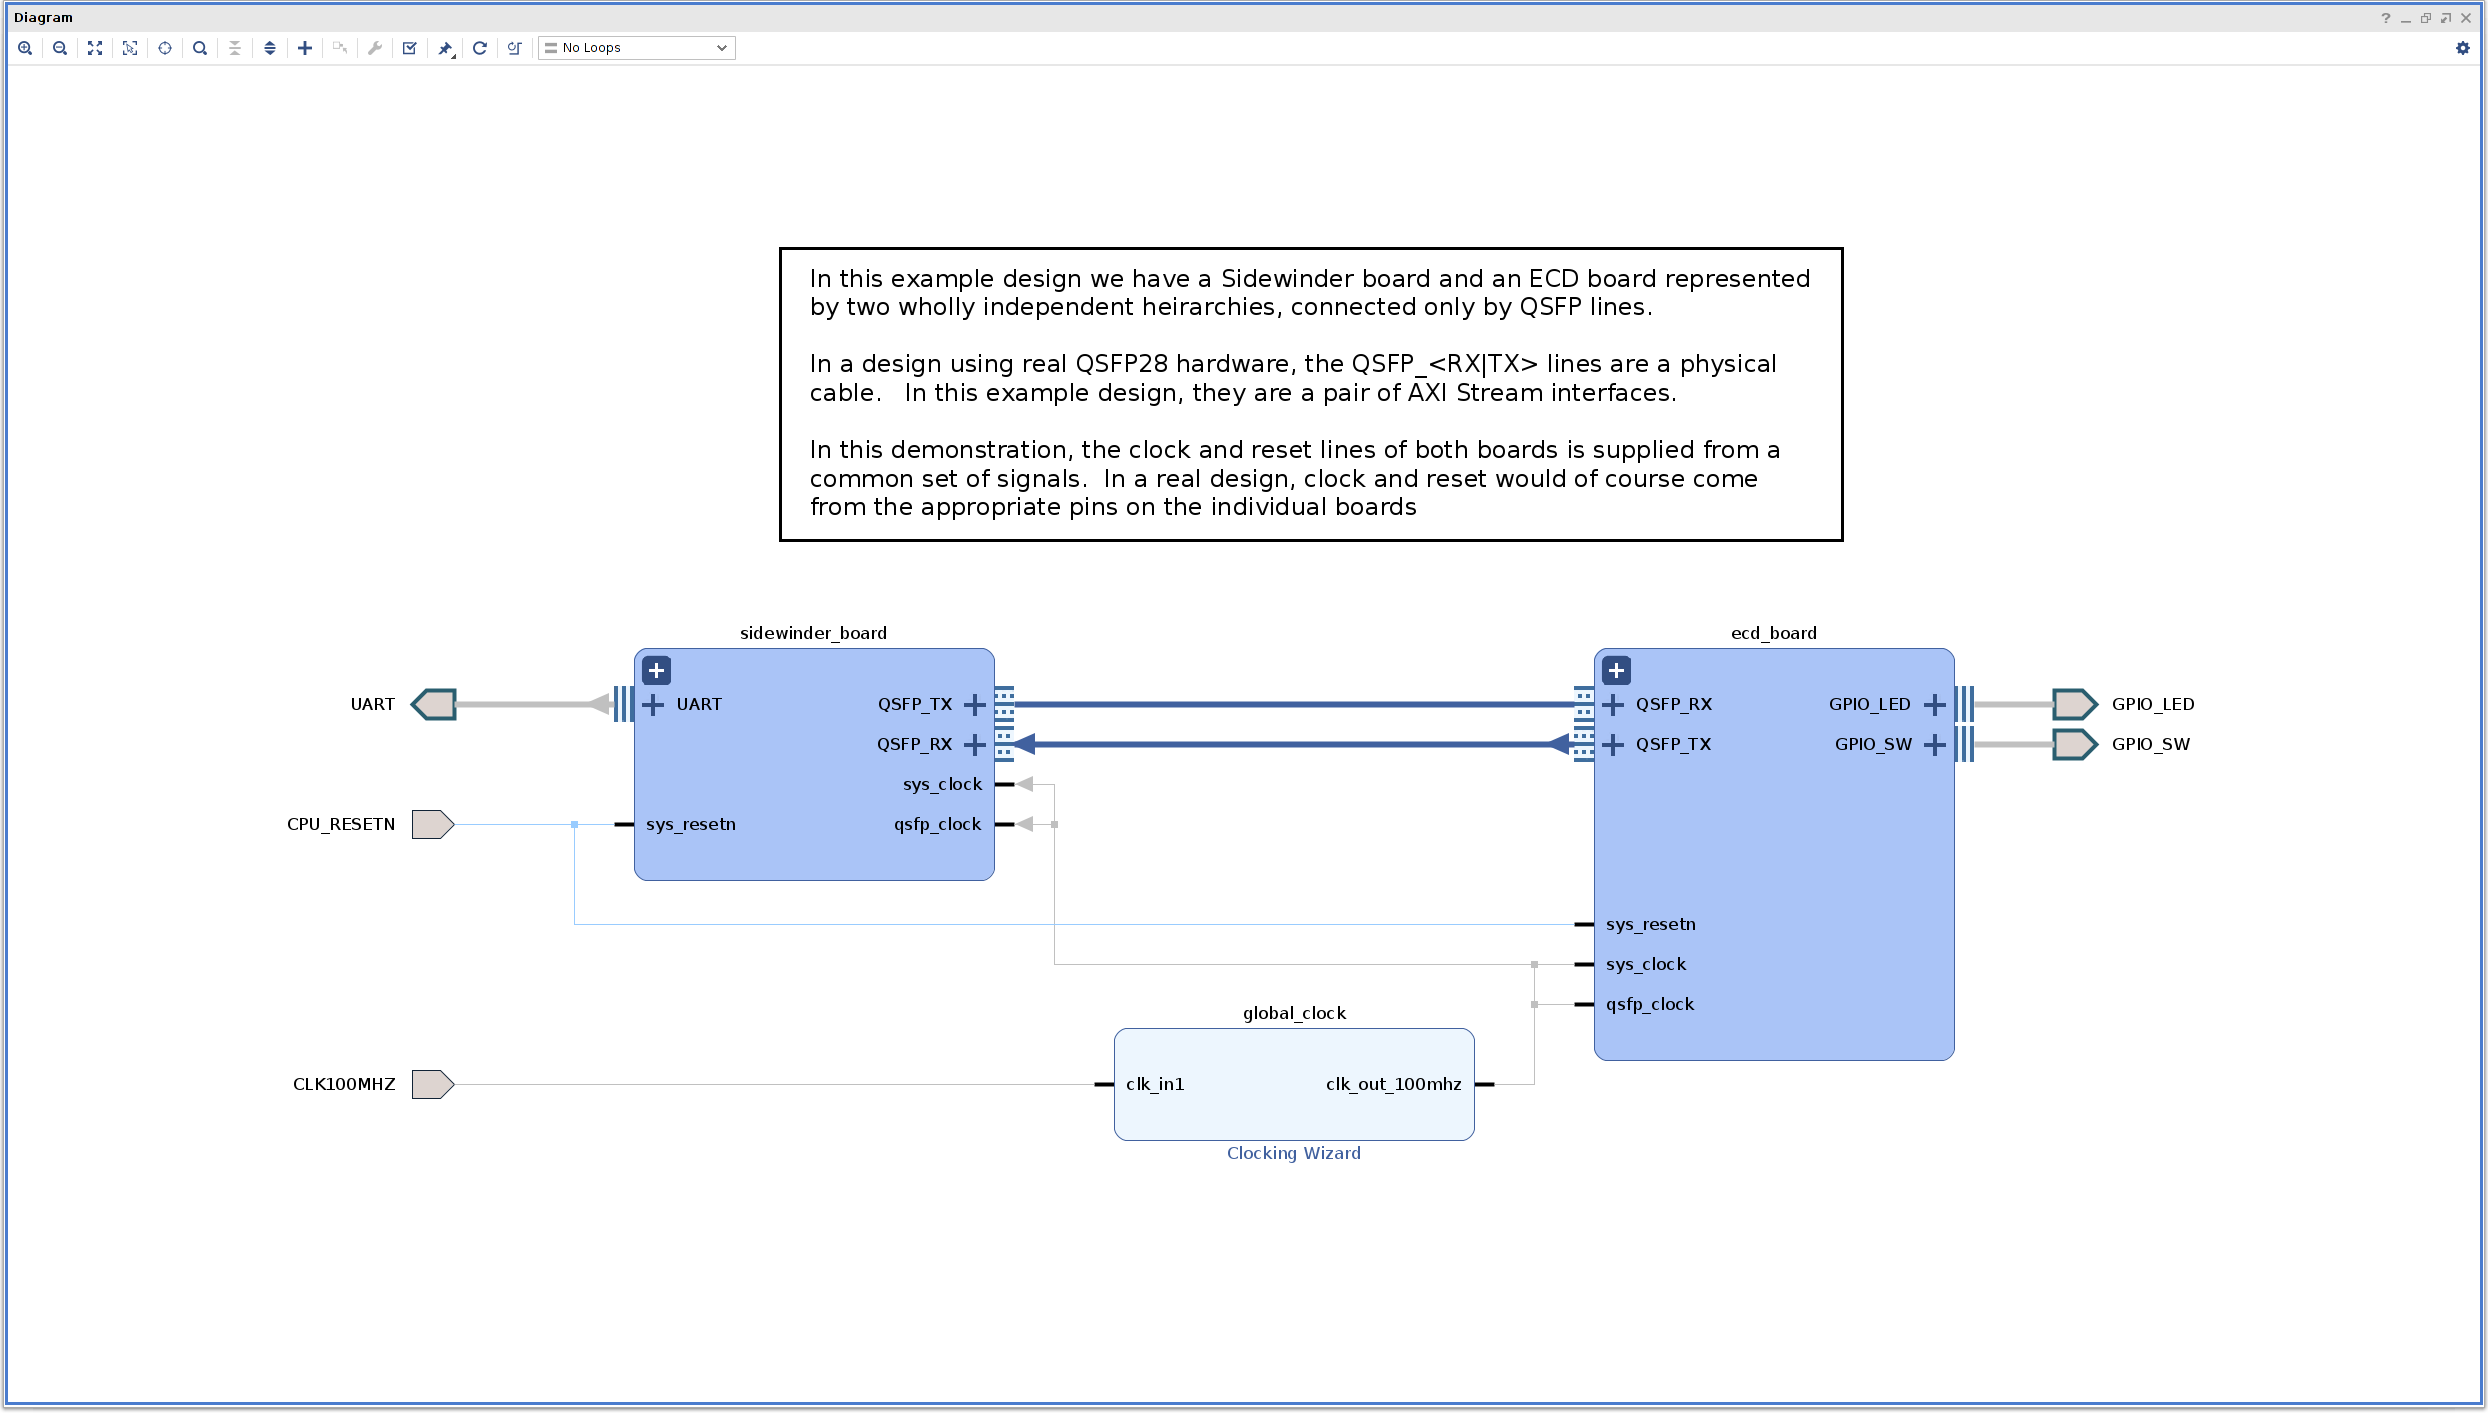 Diagram
No Loops
In this example design we have a Sidewinder board and an ECD board represented
by two wholly independent heirarchies, connected only by QSFP lines.
In a design using real QSFP28 hardware, the QSFP_<RX|TX> lines are a physical
cable.   In this example design, they are a pair of AXI Stream interfaces.
In this demonstration, the clock and reset lines of both boards is supplied from a
common set of signals.  In a real design, clock and reset would of course come
from the appropriate pins on the individual boards
sidewinder_board
UART
UART
QSFP_TX
QSFP_RX
sys_clock
CPU_RESETN
sys_resetn
qsfp_clock
ecd_board
QSFP_RX
GPIO_LED
GPIO_LED
QSFP_TX
GPIO_SW
GPIO_SW
sys_resetn
sys_clock
qsfp_clock
global_clock
CLK100MHZ
clk_in1
clk_out_100mhz
Clocking Wizard